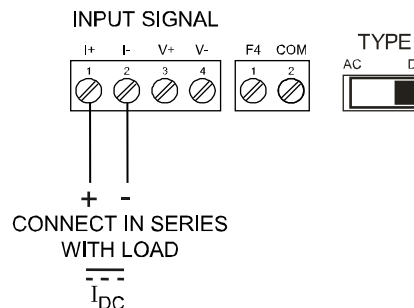 INPUT SIGNAL
I+ I- V+ V- F4 COM
1 2 3 4 1 2
TYPE
AC D
+ -
CONNECT IN SERIES
WITH LOAD
IDC